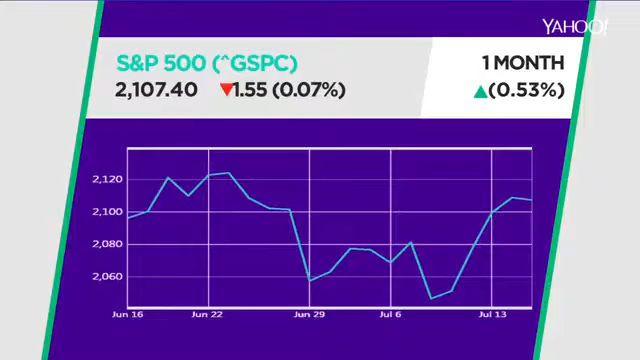 YAHOO!
S&P 500 (^GSPC)
1 MONTH
2,107.40 ▼1.55 (0.07%)
▲(0.53%)
2,120
2,100
2,080
2,060
Jun 16 Jun 22 Jun 29 Jul 6 Jul 13